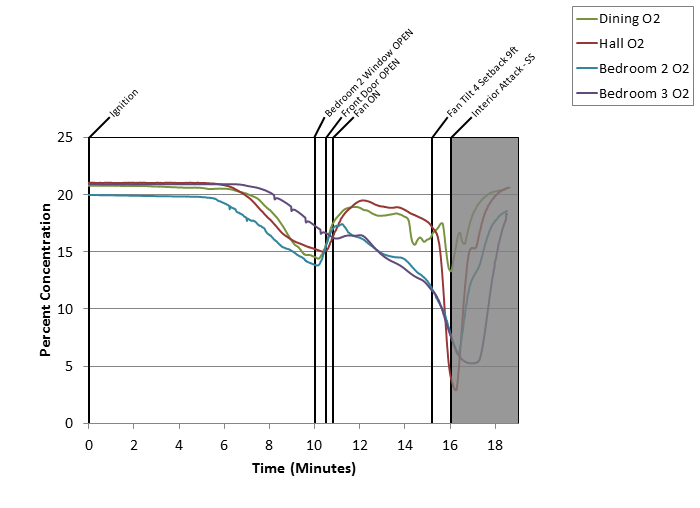 Dining O2
Hall O2
Bedroom 2 O2
Bedroom 3 O2
Ignition
Bedroom 2 Window OPEN
Front Door OPEN
Fan ON
Fan Tilt 4 Setback 9ft
Interior Attack - SS
25
20
15
10
5
0
Percent Concentration
0 2 4 6 8 10 12 14 16 18
Time (Minutes)